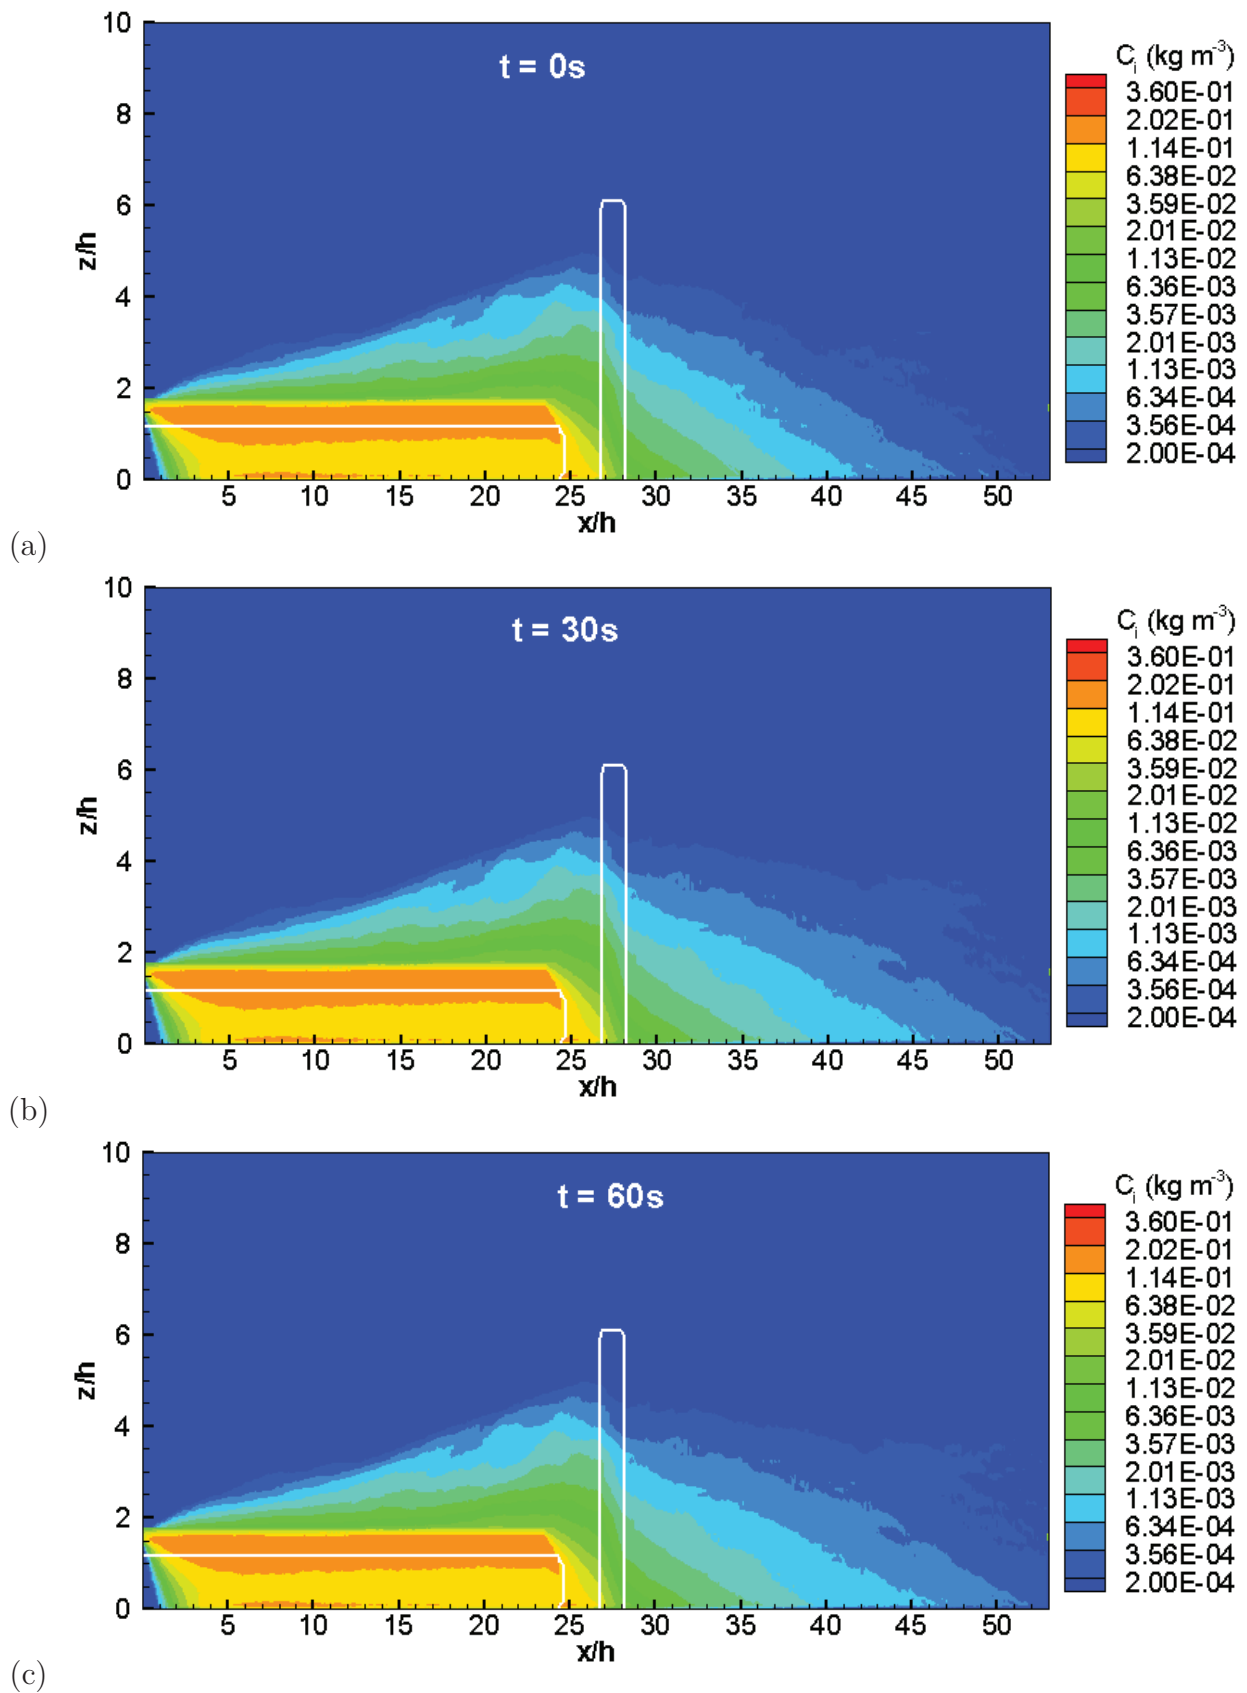 t = 0s
10
8
6
4
2
0
z/h
5 10 15 20 25 30 35 40 45 50
x/h
C_i (kg m^-3)
3.60E-01
2.02E-01
1.14E-01
6.38E-02
3.59E-02
2.01E-02
1.13E-02
6.36E-03
3.57E-03
2.01E-03
1.13E-03
6.34E-04
3.56E-04
2.00E-04
(a)
t = 30s
10
8
6
4
2
0
z/h
5 10 15 20 25 30 35 40 45 50
x/h
C_i (kg m^-3)
3.60E-01
2.02E-01
1.14E-01
6.38E-02
3.59E-02
2.01E-02
1.13E-02
6.36E-03
3.57E-03
2.01E-03
1.13E-03
6.34E-04
3.56E-04
2.00E-04
(b)
t = 60s
10
8
6
4
2
0
z/h
5 10 15 20 25 30 35 40 45 50
x/h
C_i (kg m^-3)
3.60E-01
2.02E-01
1.14E-01
6.38E-02
3.59E-02
2.01E-02
1.13E-02
6.36E-03
3.57E-03
2.01E-03
1.13E-03
6.34E-04
3.56E-04
2.00E-04
(c)